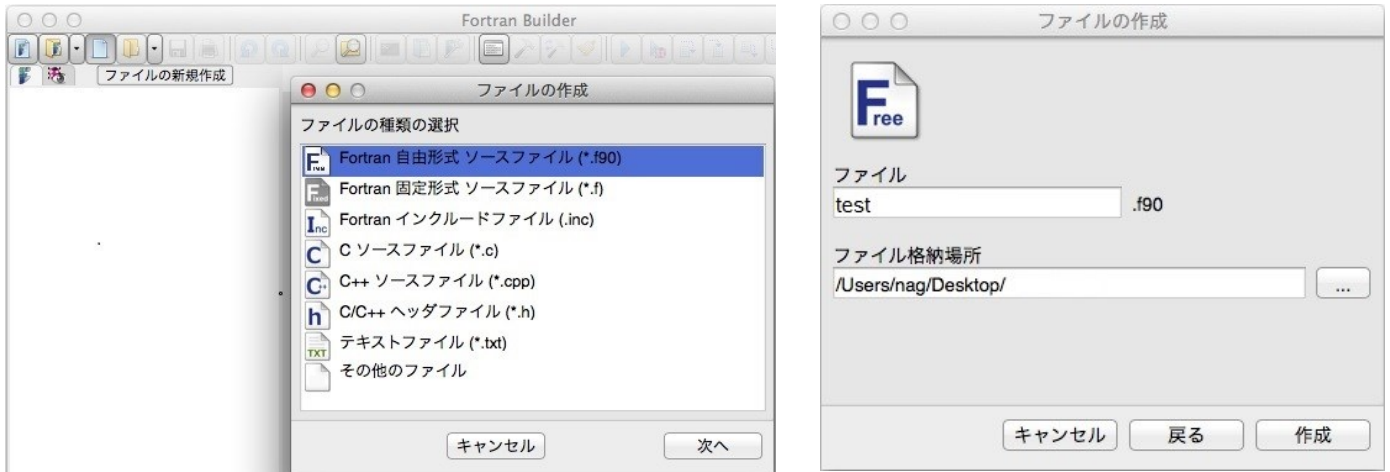 Fortran Builder
ファイルの新規作成
ファイルの作成
ファイルの種類の選択
Fortran 自由形式 ソースファイル (*.f90)
Fortran 固定形式 ソースファイル (*.f)
Fortran インクルードファイル (.inc)
C ソースファイル (*.c)
C++ ソースファイル (*.cpp)
C/C++ ヘッダファイル (*.h)
テキストファイル (*.txt)
その他のファイル
キャンセル 次へ
ファイルの作成
Free
ファイル
test .f90
ファイル格納場所
/Users/nag/Desktop/ ...
キャンセル 戻る 作成